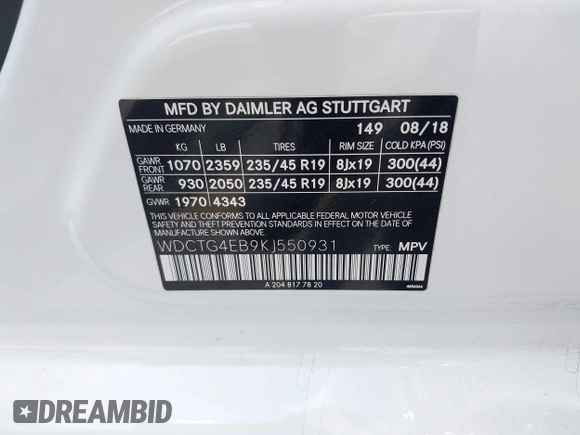 MFD BY DAIMLER AG STUTTGART
MADE IN GERMANY 149 08/18
KG LB TIRES RIM SIZE COLD KPA (PSI)
GAWR FRONT 1070 2359 235/45 R19 8Jx19 300(44)
GAWR REAR 930 2050 235/45 R19 8Jx19 300(44)
GVWR 1970 4343
THIS VEHICLE CONFORMS TO ALL APPLICABLE FEDERAL MOTOR VEHICLE
SAFETY AND THEFT PREVENTION STANDARDS IN EFFECT ON THE DATE
OF MANUFACTURE SHOWN ABOVE.
WDCTG4EB9KJ550931 TYPE: MPV
A 204 817 78 20
DREAMBID